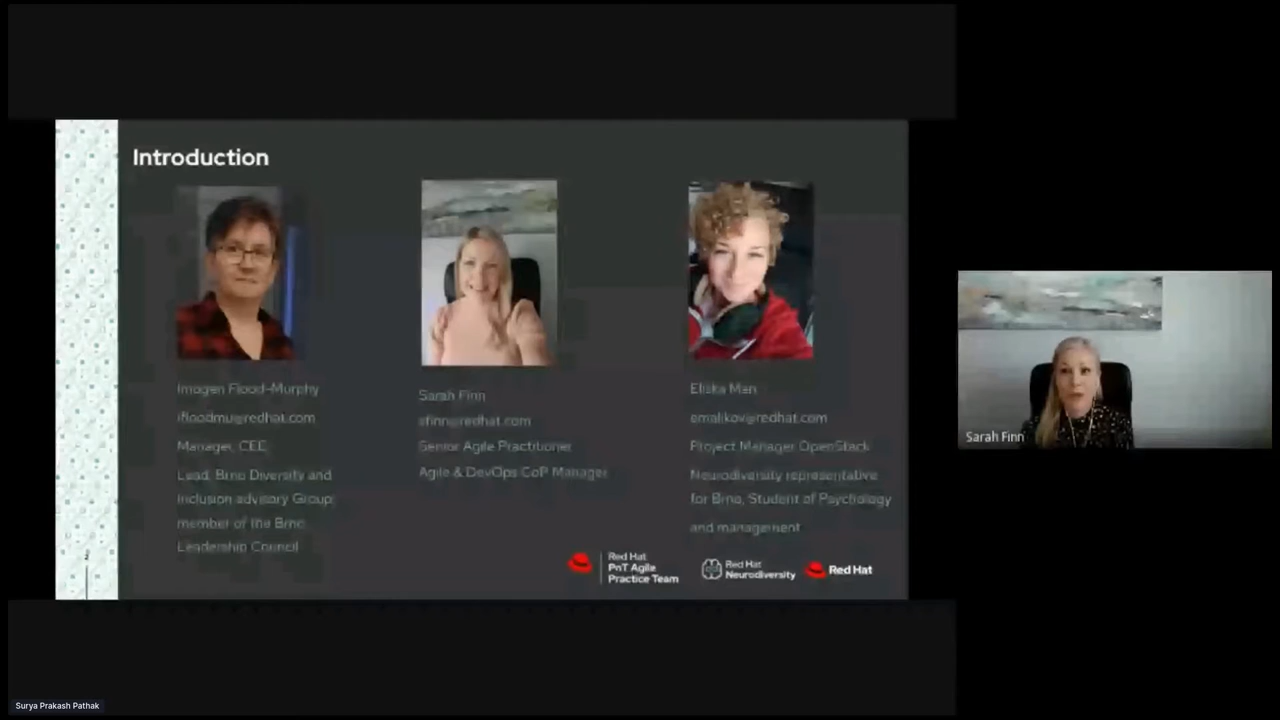 Introduction
Imogen Flood-Murphy
ifloodmu@redhat.com
Manager, CEE
Lead, Brno Diversity and
Inclusion advisory Group,
member of the Brno
Leadership Council
Sarah Finn
sfinn@redhat.com
Senior Agile Practitioner
Agile & DevOps CoP Manager
Eliska Man
emalikov@redhat.com
Project Manager OpenStack
Neurodiversity representative
for Brno, Student of Psychology
and management
2
Red Hat
PnT Agile
Practice Team
Red Hat
Neurodiversity
Red Hat
Sarah Finn
Surya Prakash Pathak